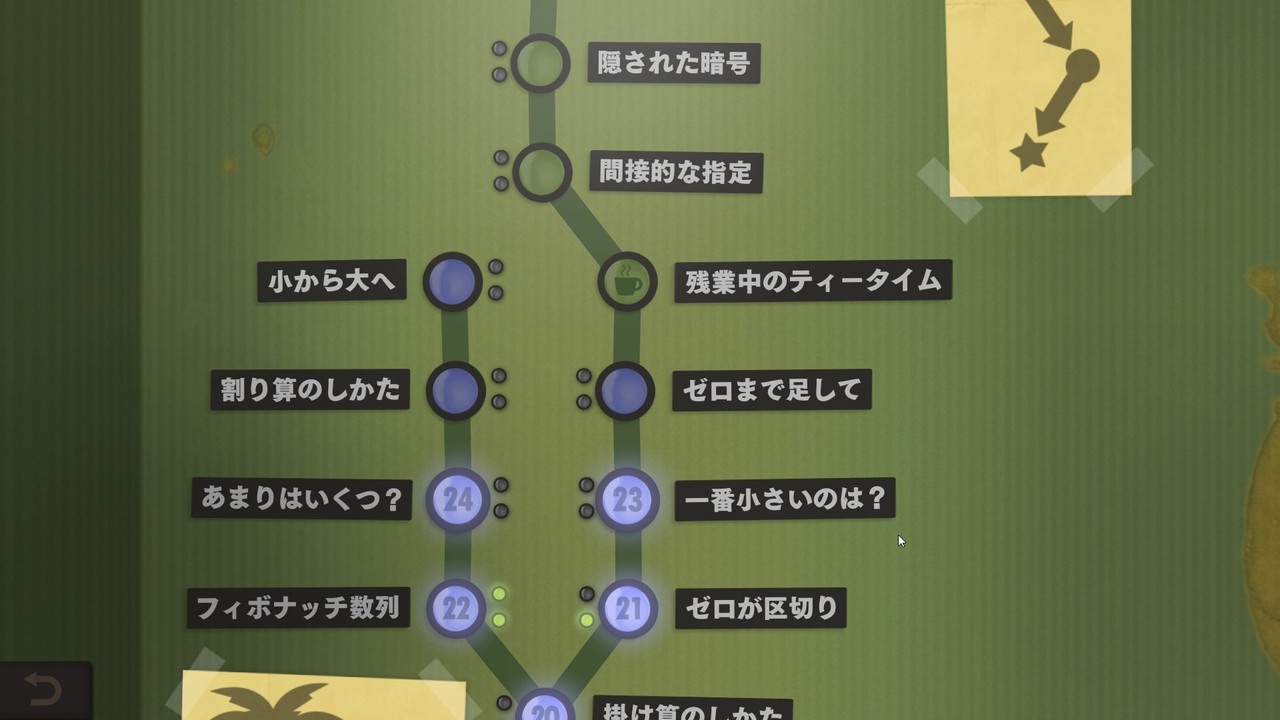 隠された暗号
間接的な指定
小から大へ
残業中のティータイム
割り算のしかた
ゼロまで足して
あまりはいくつ？
24
23
一番小さいのは？
フィボナッチ数列
22
21
ゼロが区切り
20
掛け算のしかた